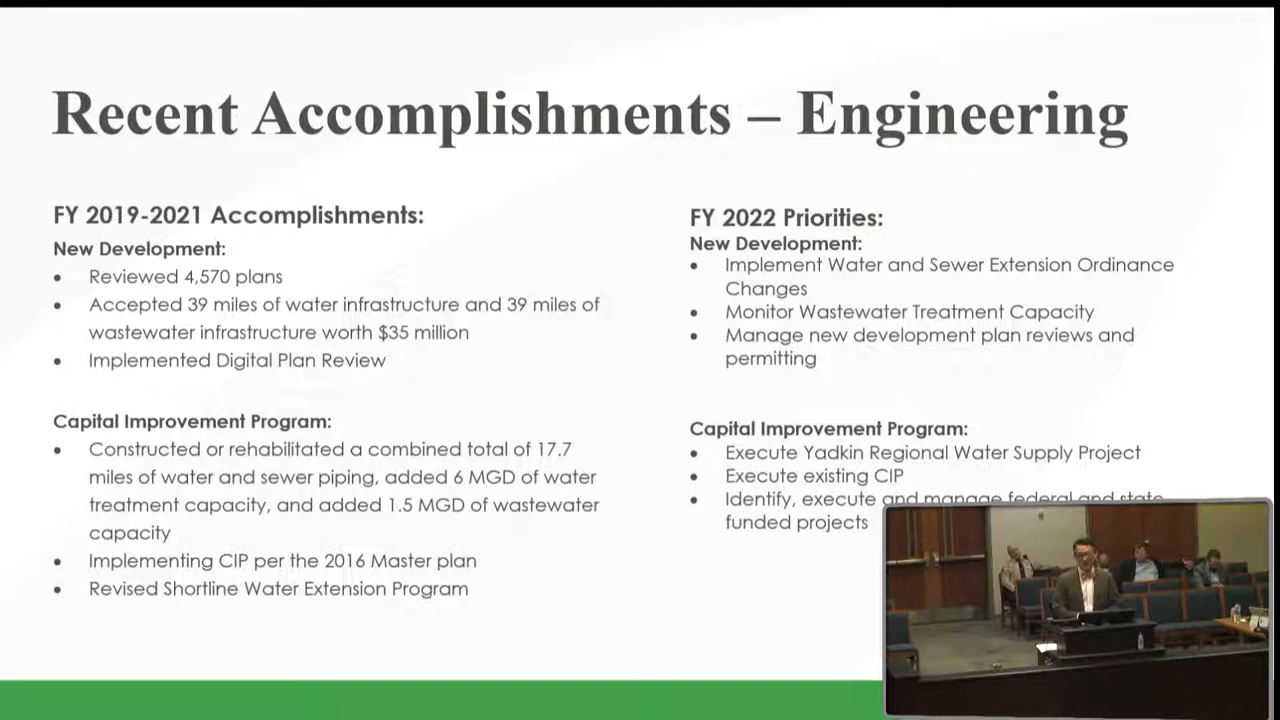 Recent Accomplishments – Engineering
FY 2019-2021 Accomplishments:
New Development:
• Reviewed 4,570 plans
• Accepted 39 miles of water infrastructure and 39 miles of
wastewater infrastructure worth $35 million
• Implemented Digital Plan Review
Capital Improvement Program:
• Constructed or rehabilitated a combined total of 17.7
miles of water and sewer piping, added 6 MGD of water
treatment capacity, and added 1.5 MGD of wastewater
capacity
• Implementing CIP per the 2016 Master plan
• Revised Shortline Water Extension Program
FY 2022 Priorities:
New Development:
• Implement Water and Sewer Extension Ordinance
Changes
• Monitor Wastewater Treatment Capacity
• Manage new development plan reviews and
permitting
Capital Improvement Program:
• Execute Yadkin Regional Water Supply Project
• Execute existing CIP
• Identify, execute and manage federal and state
funded projects